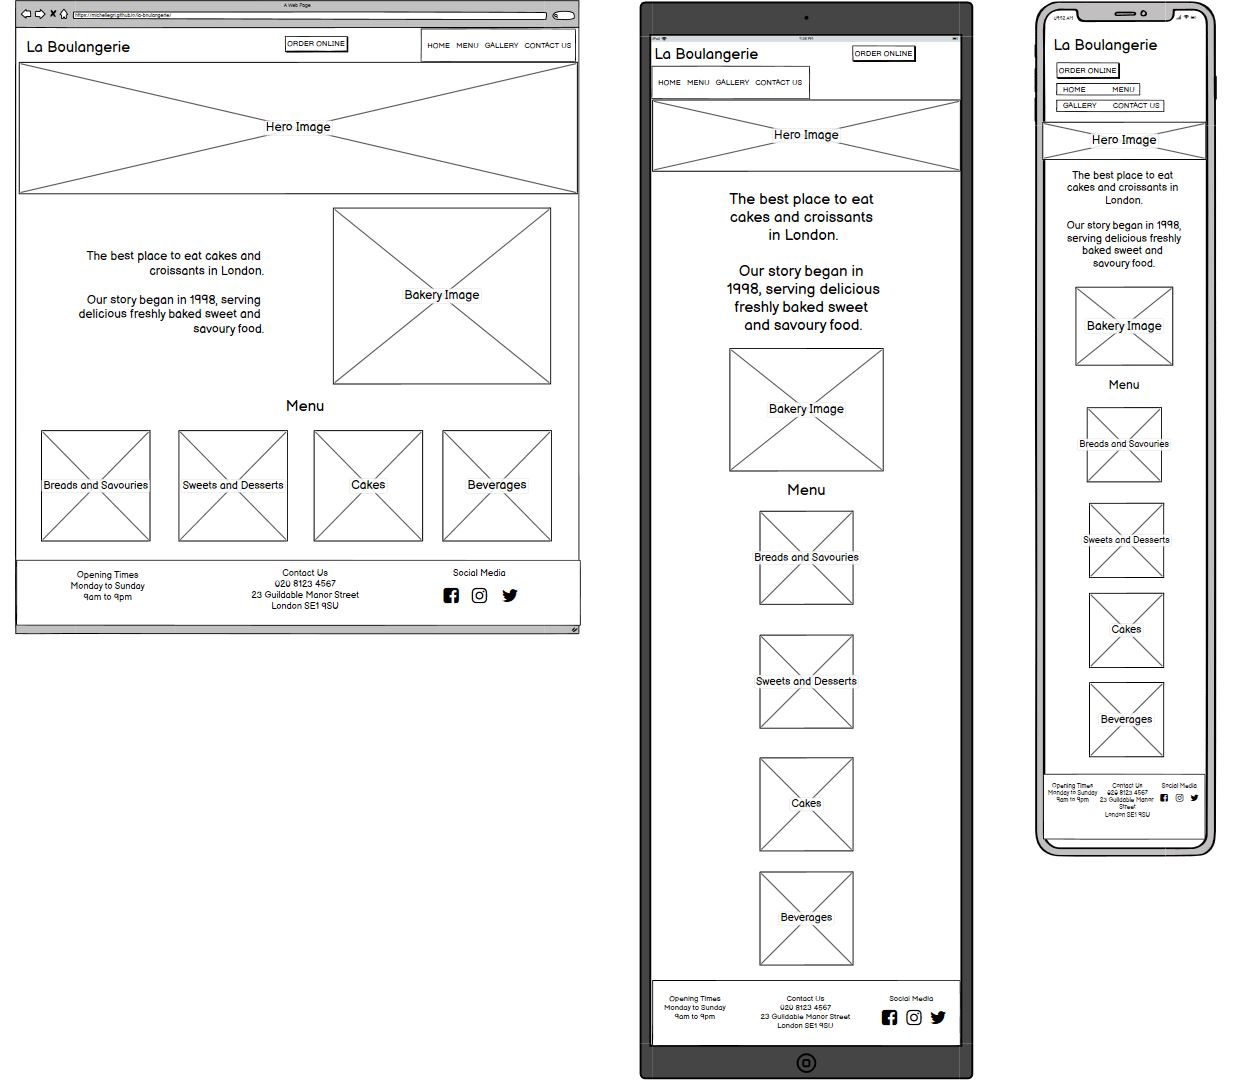 A Web Page
https://michellegri.github.io/la-boulangerie/
La Boulangerie
ORDER ONLINE
HOME MENU GALLERY CONTACT US
Hero Image
The best place to eat cakes and
croissants in London.
Our story began in 1998, serving
delicious freshly baked sweet and
savoury food.
Bakery Image
Menu
Breads and Savouries
Sweets and Desserts
Cakes
Beverages
Opening Times
Monday to Sunday
9am to 9pm
Contact Us
020 8123 4567
23 Guildable Manor Street
London SE1 9SU
Social Media
iPad
La Boulangerie
ORDER ONLINE
HOME MENU GALLERY CONTACT US
Hero Image
The best place to eat
cakes and croissants
in London.
Our story began in
1998, serving delicious
freshly baked sweet
and savoury food.
Bakery Image
Menu
Breads and Savouries
Sweets and Desserts
Cakes
Beverages
Opening Times
Monday to Sunday
9am to 9pm
Contact Us
020 8123 4567
23 Guildable Manor Street
London SE1 9SU
Social Media
La Boulangerie
ORDER ONLINE
HOME MENU
GALLERY CONTACT US
Hero Image
The best place to eat
cakes and croissants in
London.
Our story began in 1998,
serving delicious freshly
baked sweet and
savoury food.
Bakery Image
Menu
Breads and Savouries
Sweets and Desserts
Cakes
Beverages
Opening Times
Monday to Sunday
9am to 9pm
Contact Us
020 8123 4567
23 Guildable Manor
Street
London SE1 9SU
Social Media